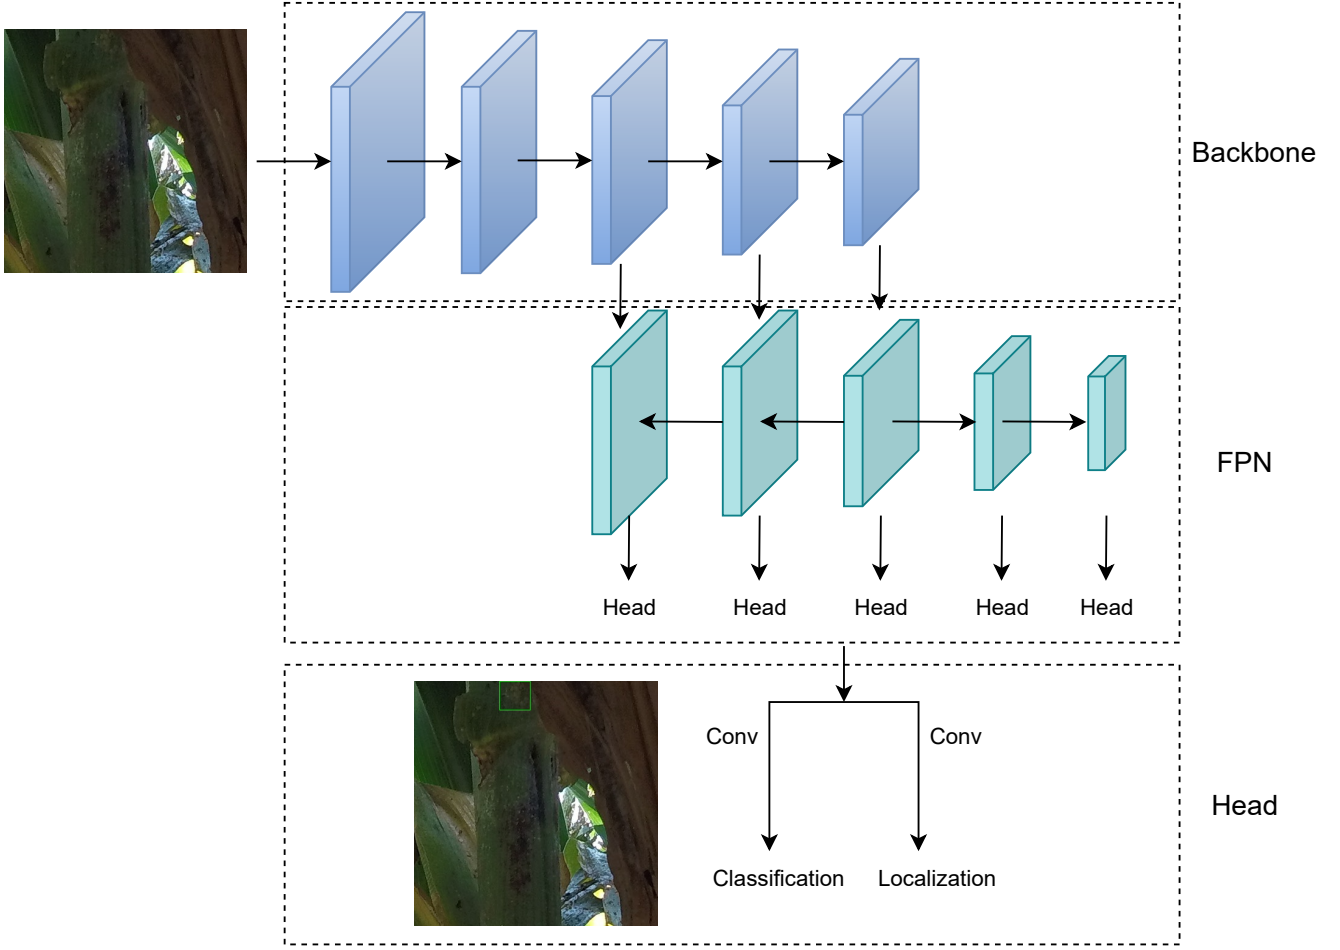 Backbone
FPN
Head Head Head Head Head
Conv Conv
Head
Classification Localization